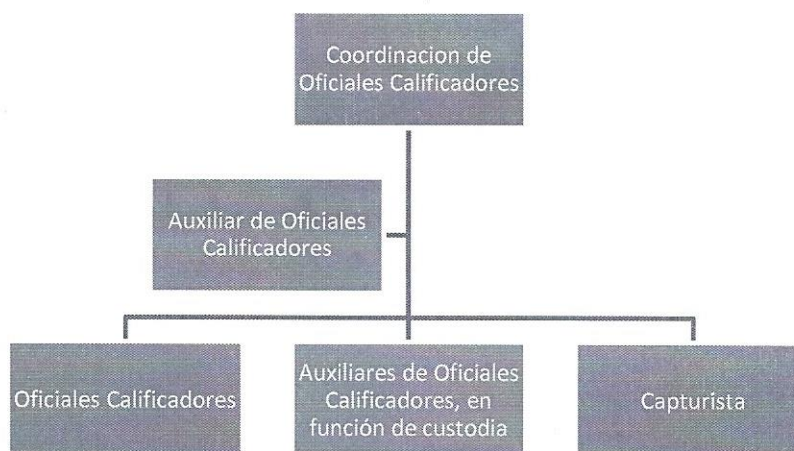 Coordinacion de
Oficiales Calificadores
Auxiliar de Oficiales
Calificadores
Oficiales Calificadores
Auxiliares de Oficiales
Calificadores, en
función de custodia
Capturista